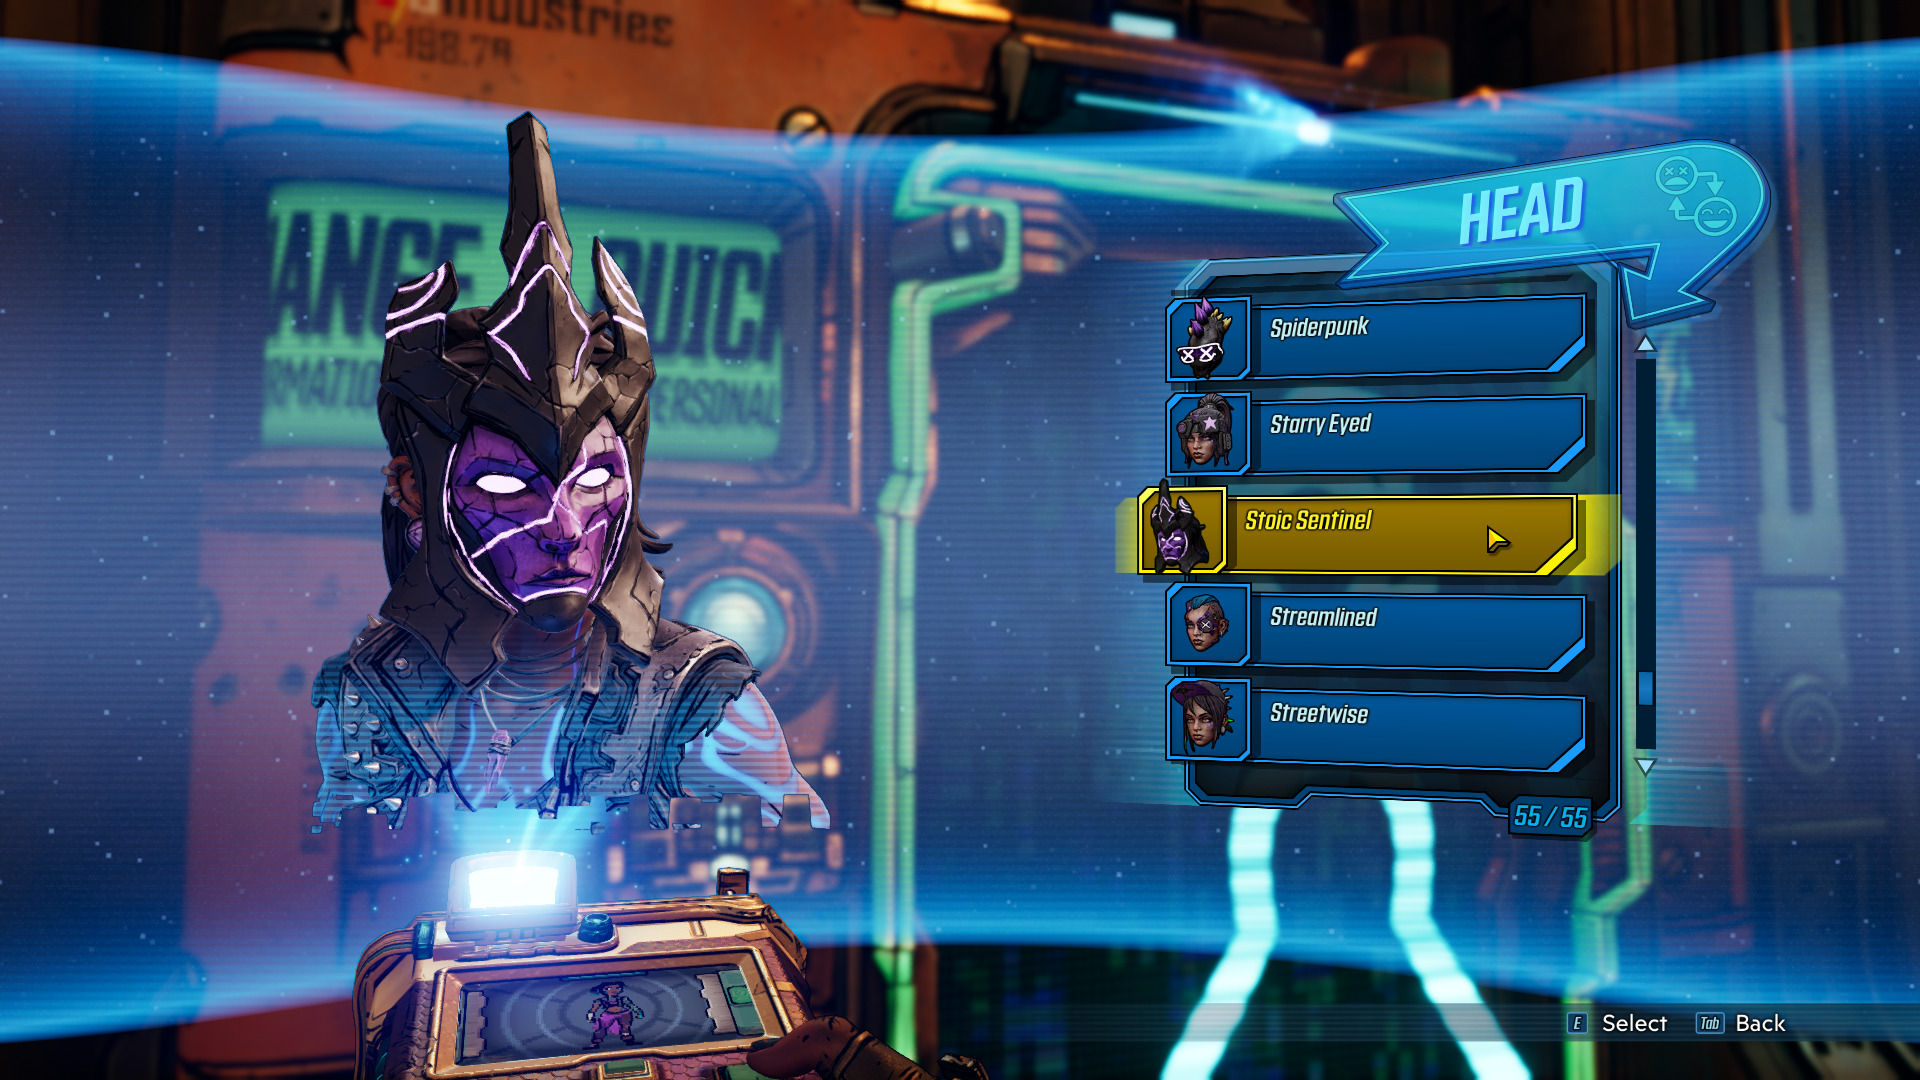 industries
P-198.79
HEAD
Spiderpunk
Starry Eyed
Stoic Sentinel
Streamlined
Streetwise
55 / 55
E Select Tab Back